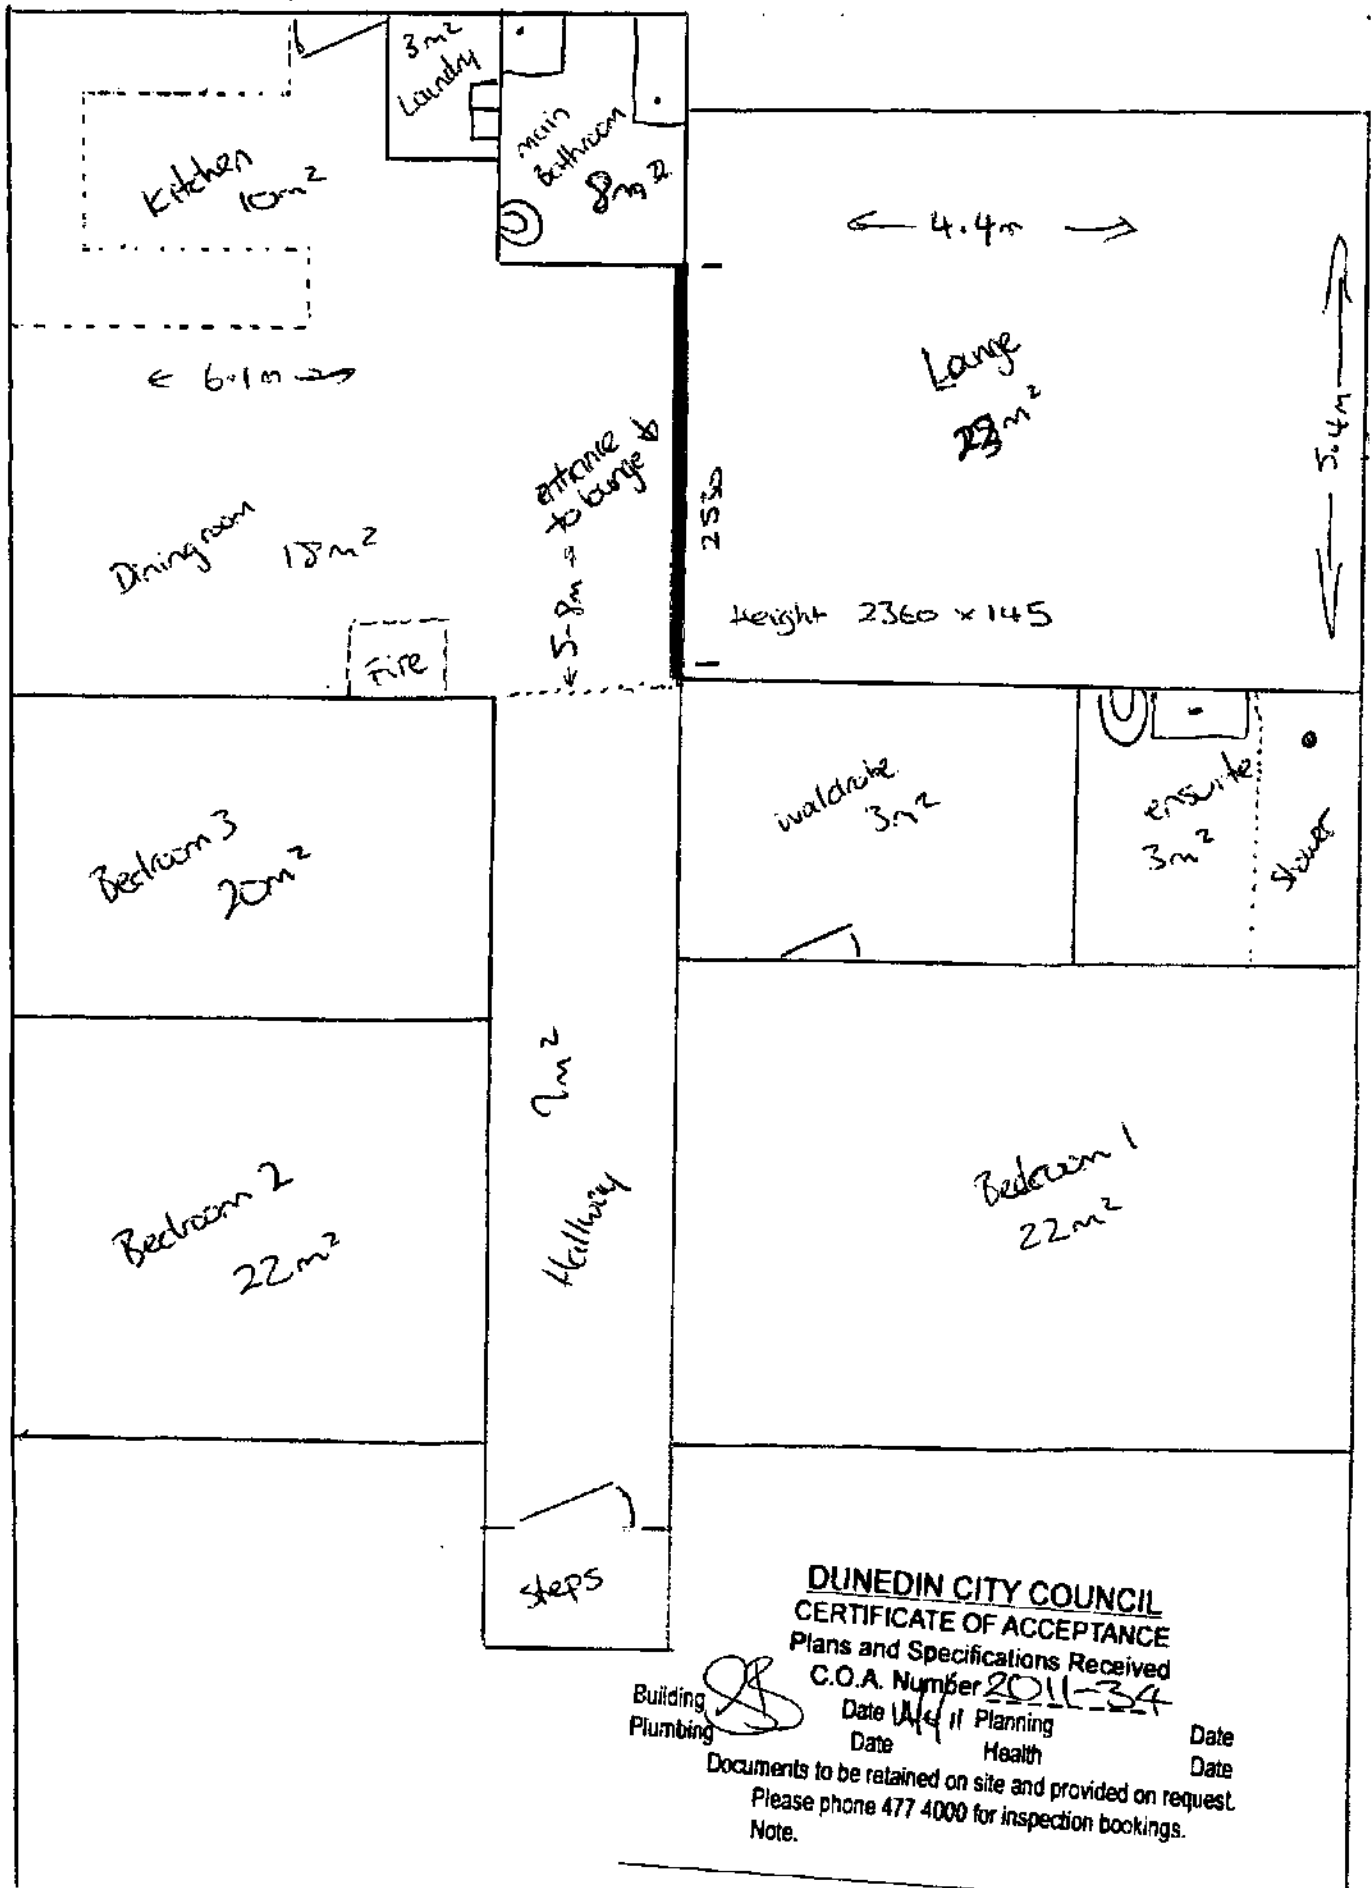 3m²
Laundry
main
bathroom
8m²
Kitchen
10m²
← 4.4m →
← 6.1m →
Lounge
m²
← 5.4m →
entrance
to lounge
2550
Diningroom 18m²
← 5.8m →
Height 2360 x 145
Fire
Bedroom 3
20m²
waldrobe
3m²
ensuite
3m²
shower
7m²
Hallway
Bedroom 2
22m²
Bedroom 1
22m²
steps
DUNEDIN CITY COUNCIL
CERTIFICATE OF ACCEPTANCE
Plans and Specifications Received
C.O.A. Number 2011-34
Building Date Planning Date
Plumbing Date Health Date
Documents to be retained on site and provided on request.
Please phone 477 4000 for inspection bookings.
Note.